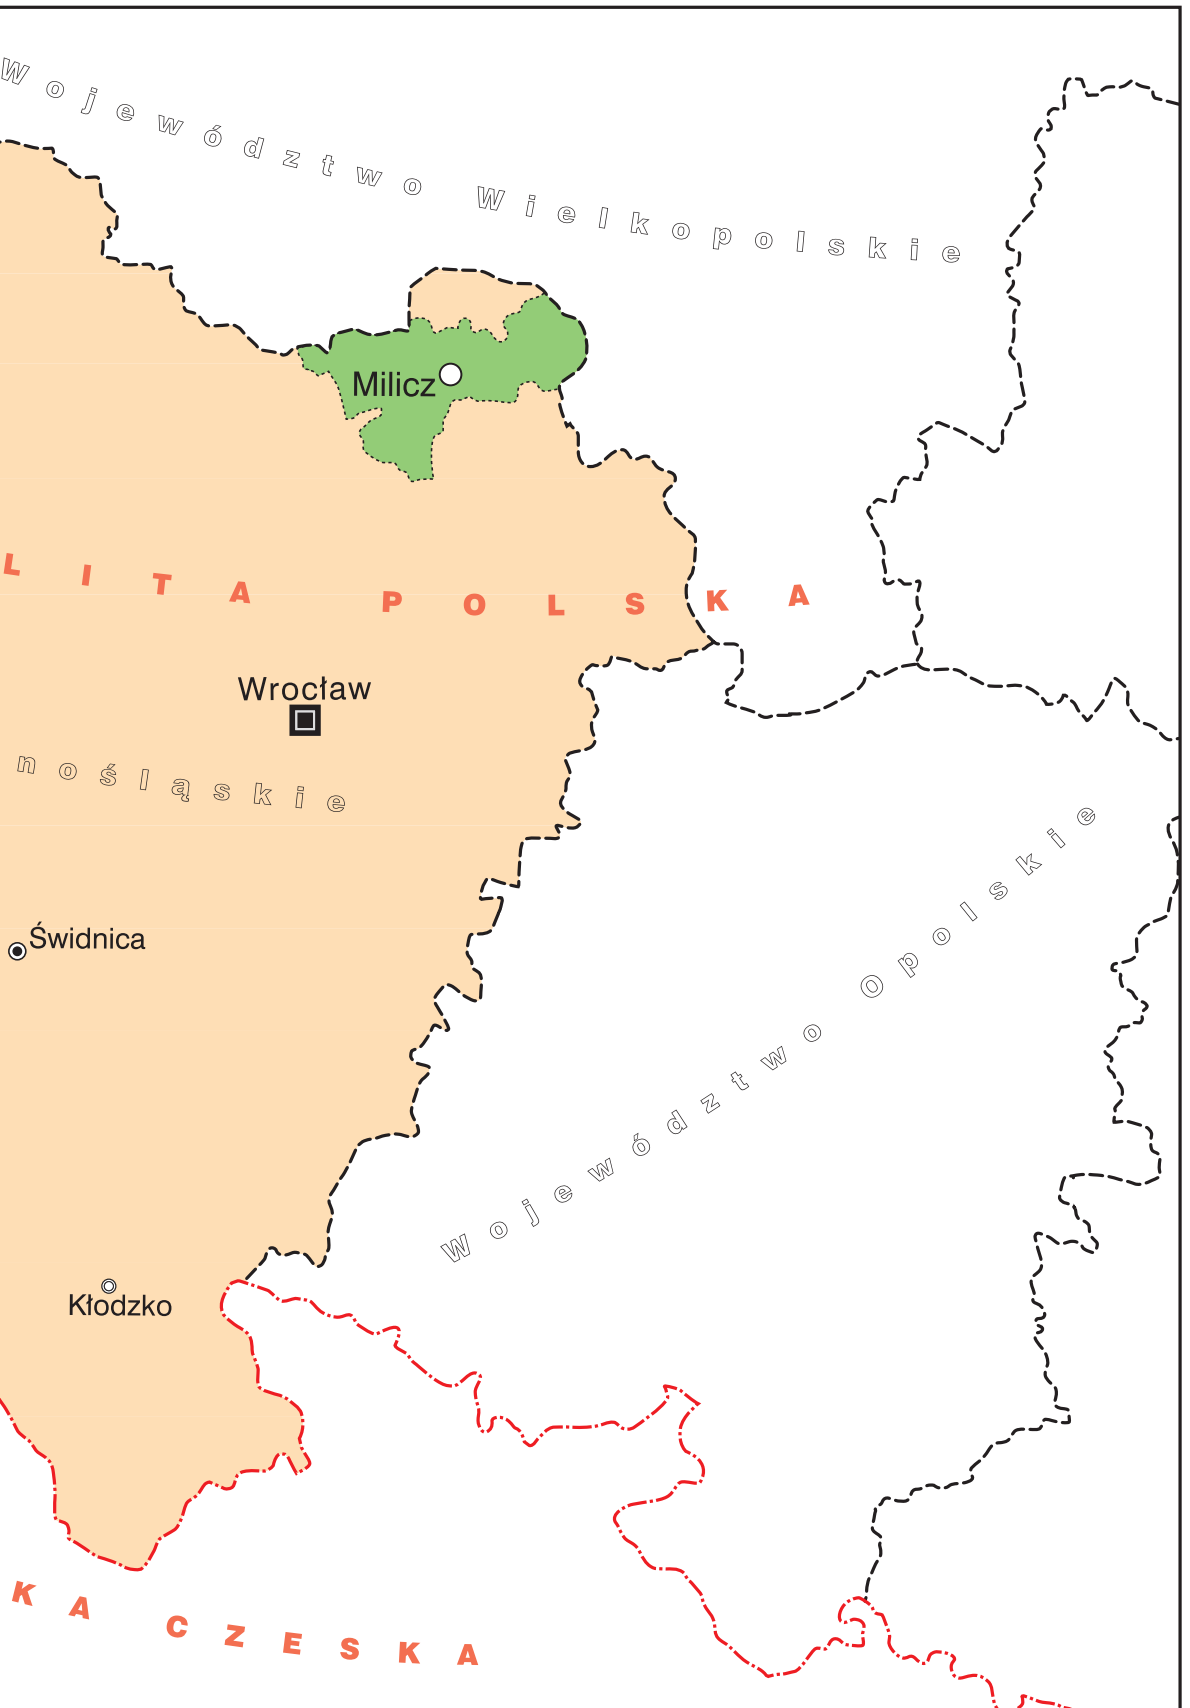 Województwo Wielkopolskie
Milicz
LITA POLSKA
Wrocław
nośląskie
Świdnica
Województwo Opolskie
Kłodzko
KA CZESKA